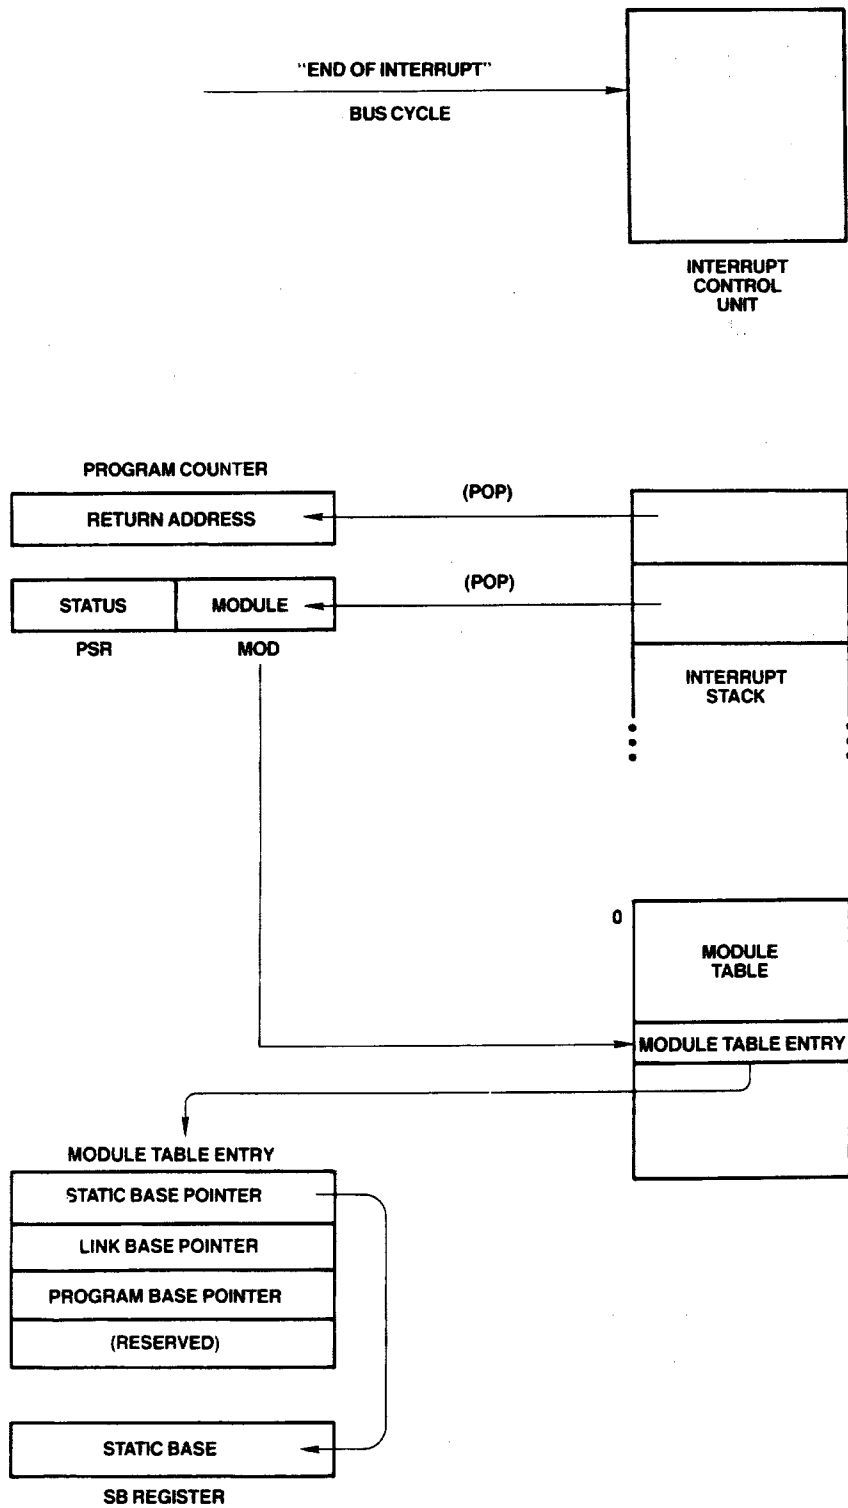 "END OF INTERRUPT"
BUS CYCLE
INTERRUPT
CONTROL
UNIT
PROGRAM COUNTER
RETURN ADDRESS
(POP)
STATUS
MODULE
(POP)
PSR
MOD
INTERRUPT
STACK
0
MODULE
TABLE
MODULE TABLE ENTRY
MODULE TABLE ENTRY
STATIC BASE POINTER
LINK BASE POINTER
PROGRAM BASE POINTER
(RESERVED)
STATIC BASE
SB REGISTER